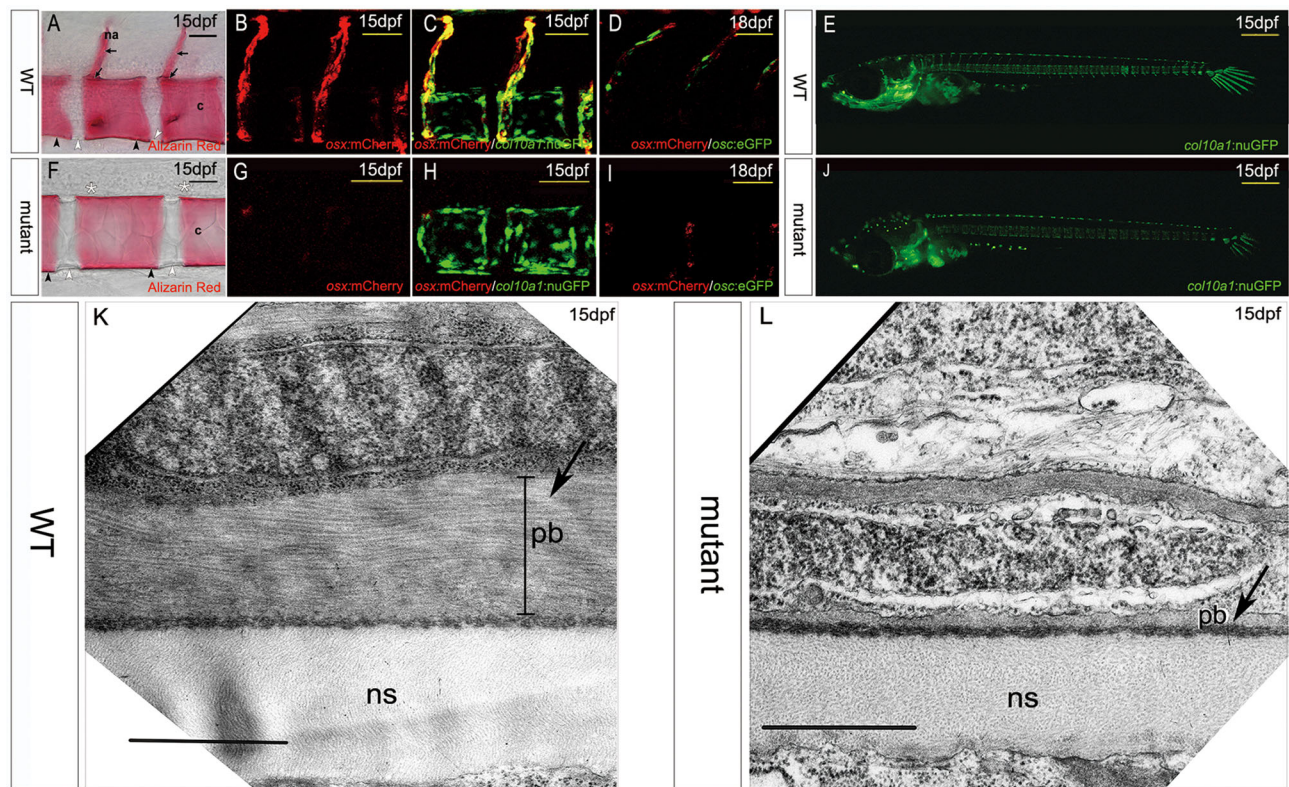 WT
A
15dpf
na
c
Alizarin Red
B
15dpf
osx:mCherry
C
15dpf
osx:mCherry/col10a1:nuGFP
D
18dpf
osx:mCherry/osc:eGFP
WT
E
15dpf
col10a1:nuGFP
mutant
F
15dpf
* *
c
Alizarin Red
G
15dpf
osx:mCherry
H
15dpf
osx:mCherry/col10a1:nuGFP
I
18dpf
osx:mCherry/osc:eGFP
mutant
J
15dpf
col10a1:nuGFP
WT
K
15dpf
pb
ns
mutant
L
15dpf
pb
ns